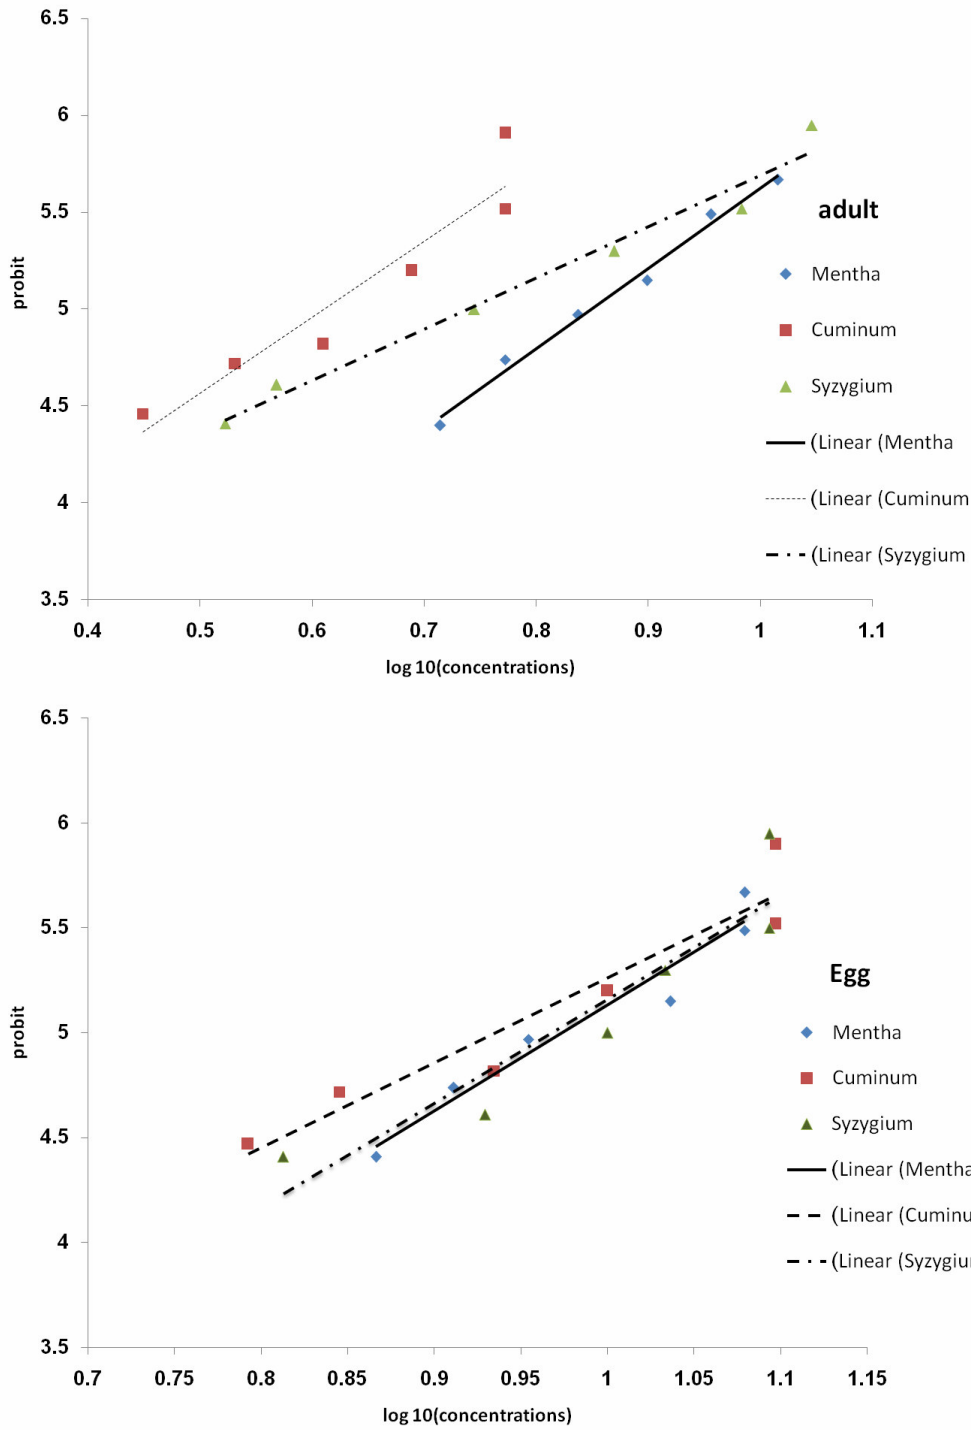 6.5
6
5.5
5
4.5
4
3.5
probit
0.4 0.5 0.6 0.7 0.8 0.9 1 1.1
log 10(concentrations)
adult
Mentha
Cuminum
Syzygium
(Linear (Mentha
(Linear (Cuminum
(Linear (Syzygium
6.5
6
5.5
5
4.5
4
3.5
probit
0.7 0.75 0.8 0.85 0.9 0.95 1 1.05 1.1 1.15
log 10(concentrations)
Egg
Mentha
Cuminum
Syzygium
(Linear (Mentha
(Linear (Cuminu
(Linear (Syzygiu